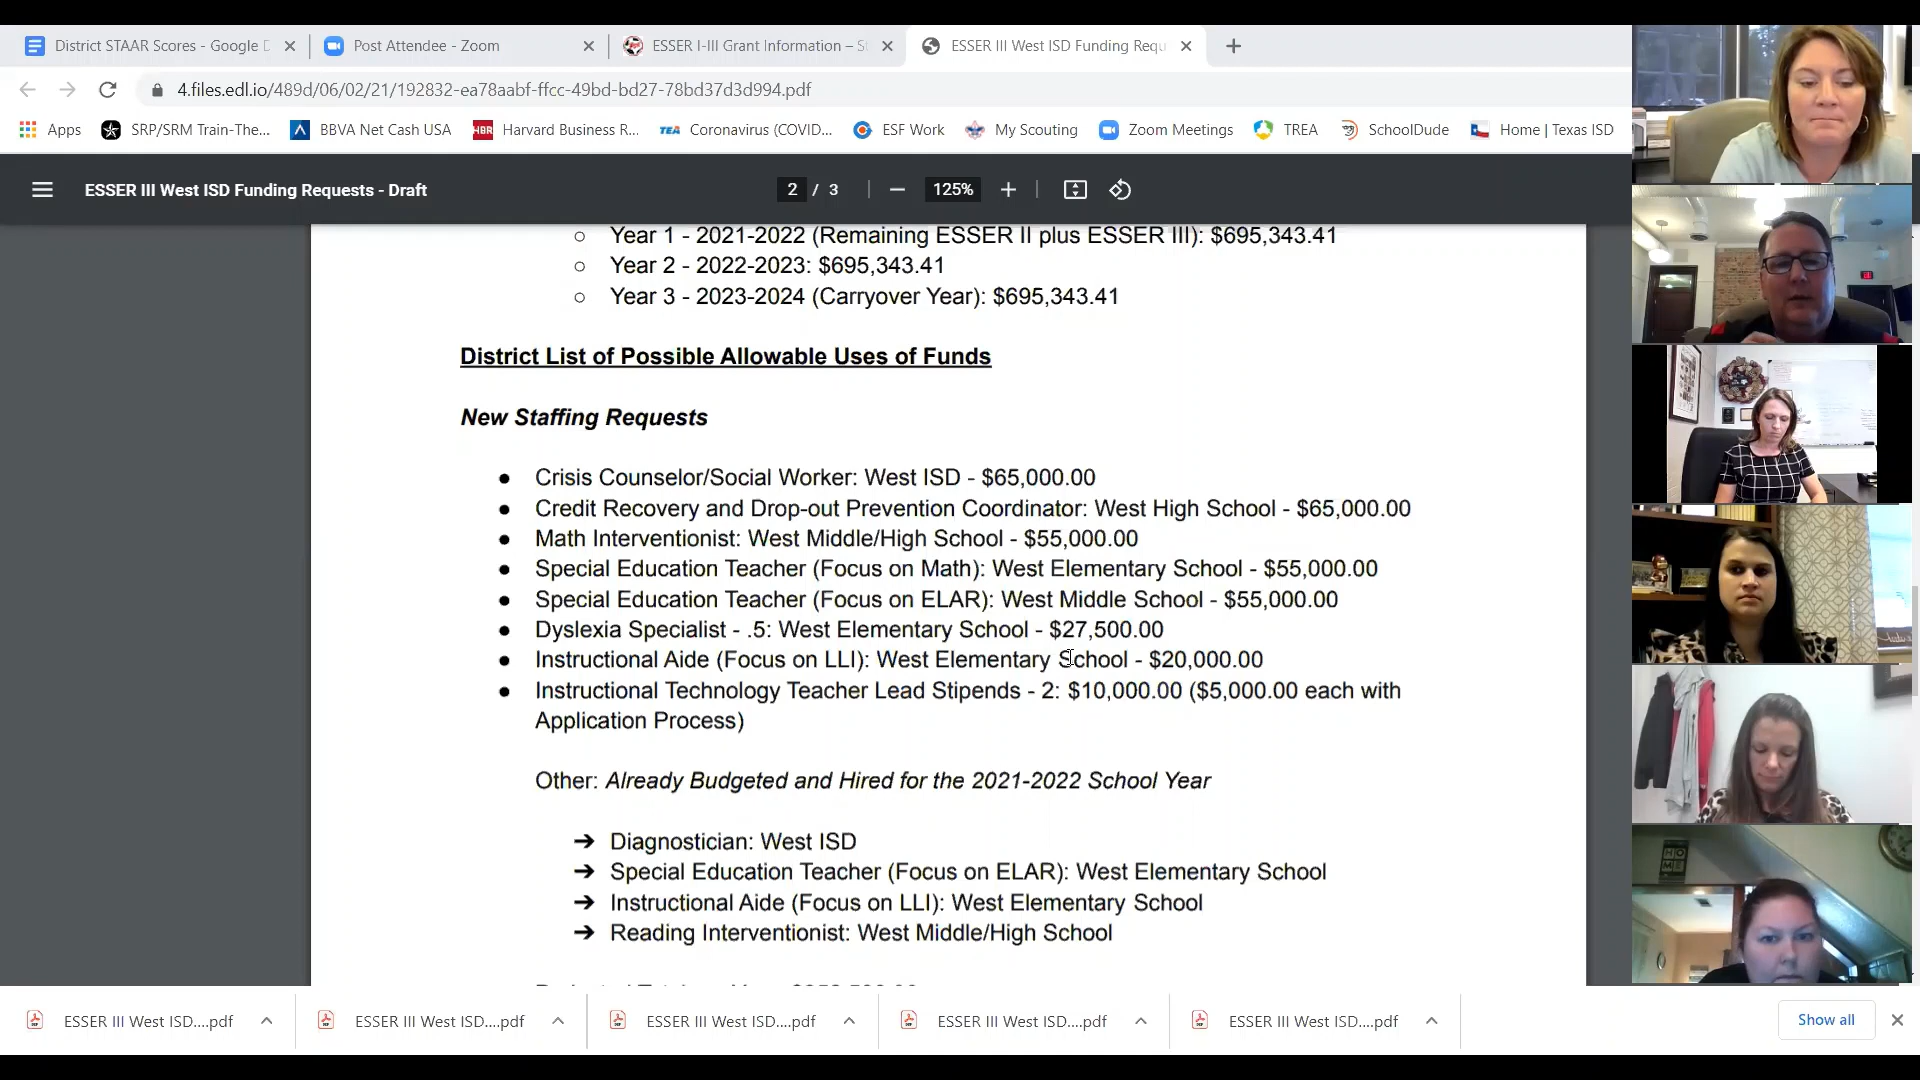 District STAAR Scores - Google D
Post Attendee - Zoom
ESSER I-III Grant Information – S
ESSER III West ISD Funding Requ
4.files.edl.io/489d/06/02/21/192832-ea78aabf-ffcc-49bd-bd27-78bd37d3d994.pdf
Apps
SRP/SRM Train-The...
BBVA Net Cash USA
HBR
Harvard Business R...
TEA
Coronavirus (COVID...
ESF Work
My Scouting
Zoom Meetings
TREA
SchoolDude
Home | Texas ISD
ESSER III West ISD Funding Requests - Draft
2 / 3
125%
Year 1 - 2021-2022 (Remaining ESSER II plus ESSER III): $695,343.41
Year 2 - 2022-2023: $695,343.41
Year 3 - 2023-2024 (Carryover Year): $695,343.41
District List of Possible Allowable Uses of Funds
New Staffing Requests
Crisis Counselor/Social Worker: West ISD - $65,000.00
Credit Recovery and Drop-out Prevention Coordinator: West High School - $65,000.00
Math Interventionist: West Middle/High School - $55,000.00
Special Education Teacher (Focus on Math): West Elementary School - $55,000.00
Special Education Teacher (Focus on ELAR): West Middle School - $55,000.00
Dyslexia Specialist - .5: West Elementary School - $27,500.00
Instructional Aide (Focus on LLI): West Elementary School - $20,000.00
Instructional Technology Teacher Lead Stipends - 2: $10,000.00 ($5,000.00 each with
Application Process)
Other: Already Budgeted and Hired for the 2021-2022 School Year
Diagnostician: West ISD
Special Education Teacher (Focus on ELAR): West Elementary School
Instructional Aide (Focus on LLI): West Elementary School
Reading Interventionist: West Middle/High School
ESSER III West ISD....pdf
ESSER III West ISD....pdf
ESSER III West ISD....pdf
ESSER III West ISD....pdf
ESSER III West ISD....pdf
Show all